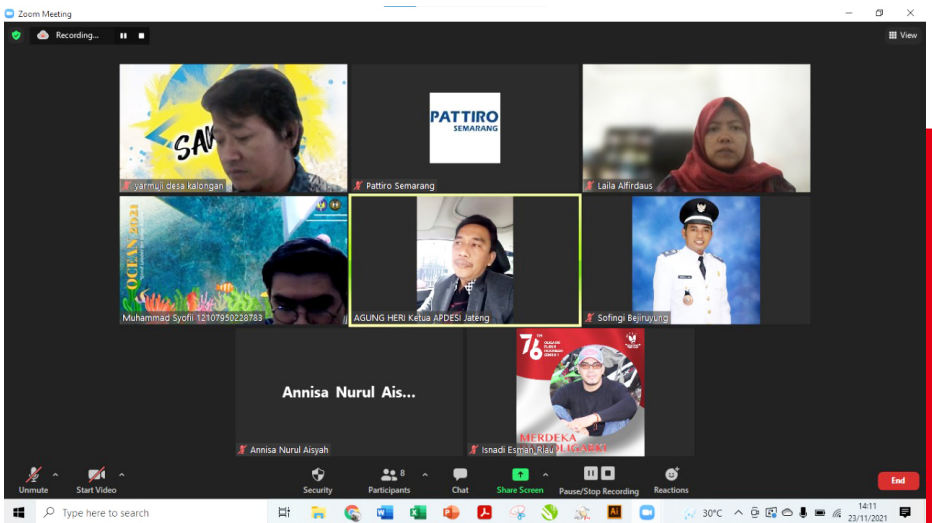 Zoom Meeting
Recording...
View
SAN
yarmuji desa kalongan
PATTIRO
SEMARANG
Pattiro Semarang
Laila Alfirdaus
OCEAN 2021
Muhammad Syofii 12107950228783
AGUNG HERI Ketua APDESI Jateng
Sofingi Bejiruyung
Annisa Nurul Ais...
Annisa Nurul Aisyah
76
MERDEKA
Isnadi Esman_Riau
Unmute
Start Video
Security
8
Participants
Chat
Share Screen
Pause/Stop Recording
Reactions
End
Type here to search
Ai
30°C
14:11
23/11/2021